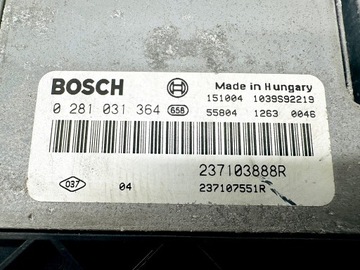 BOSCH Made in Hungary
151004 1039S92219
0 281 031 364 658 55804 1263 0046
237103888R
037 04 237107551R